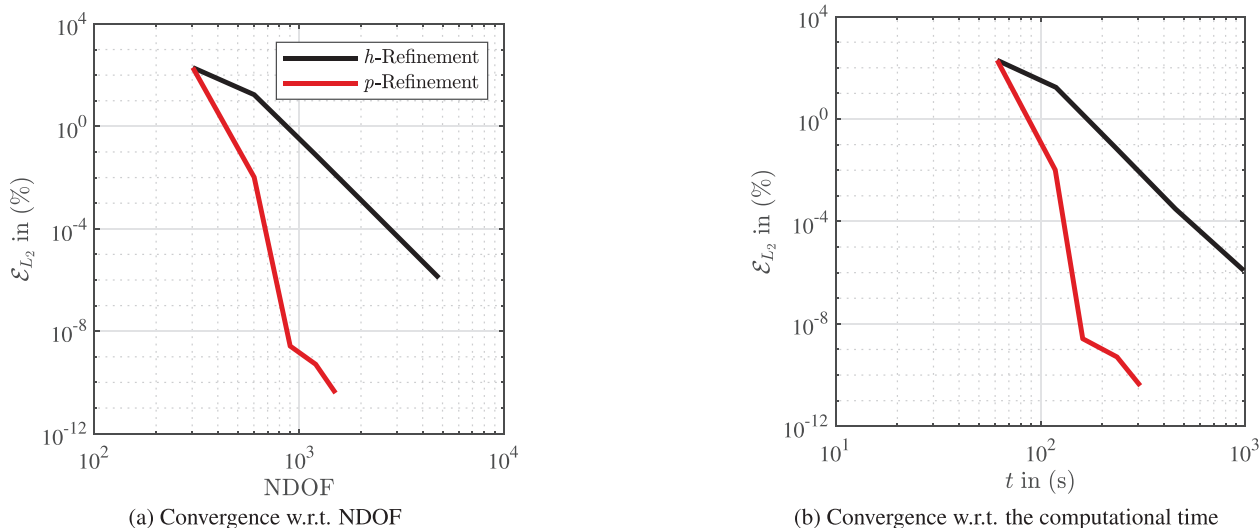 10^4
10^0
10^-4
10^-8
10^-12
10^2
10^3
10^4
ℰ_{L_2} in (%)
NDOF
h-Refinement
p-Refinement
(a) Convergence w.r.t. NDOF
10^4
10^0
10^-4
10^-8
10^-12
10^1
10^2
10^3
ℰ_{L_2} in (%)
t in (s)
(b) Convergence w.r.t. the computational time